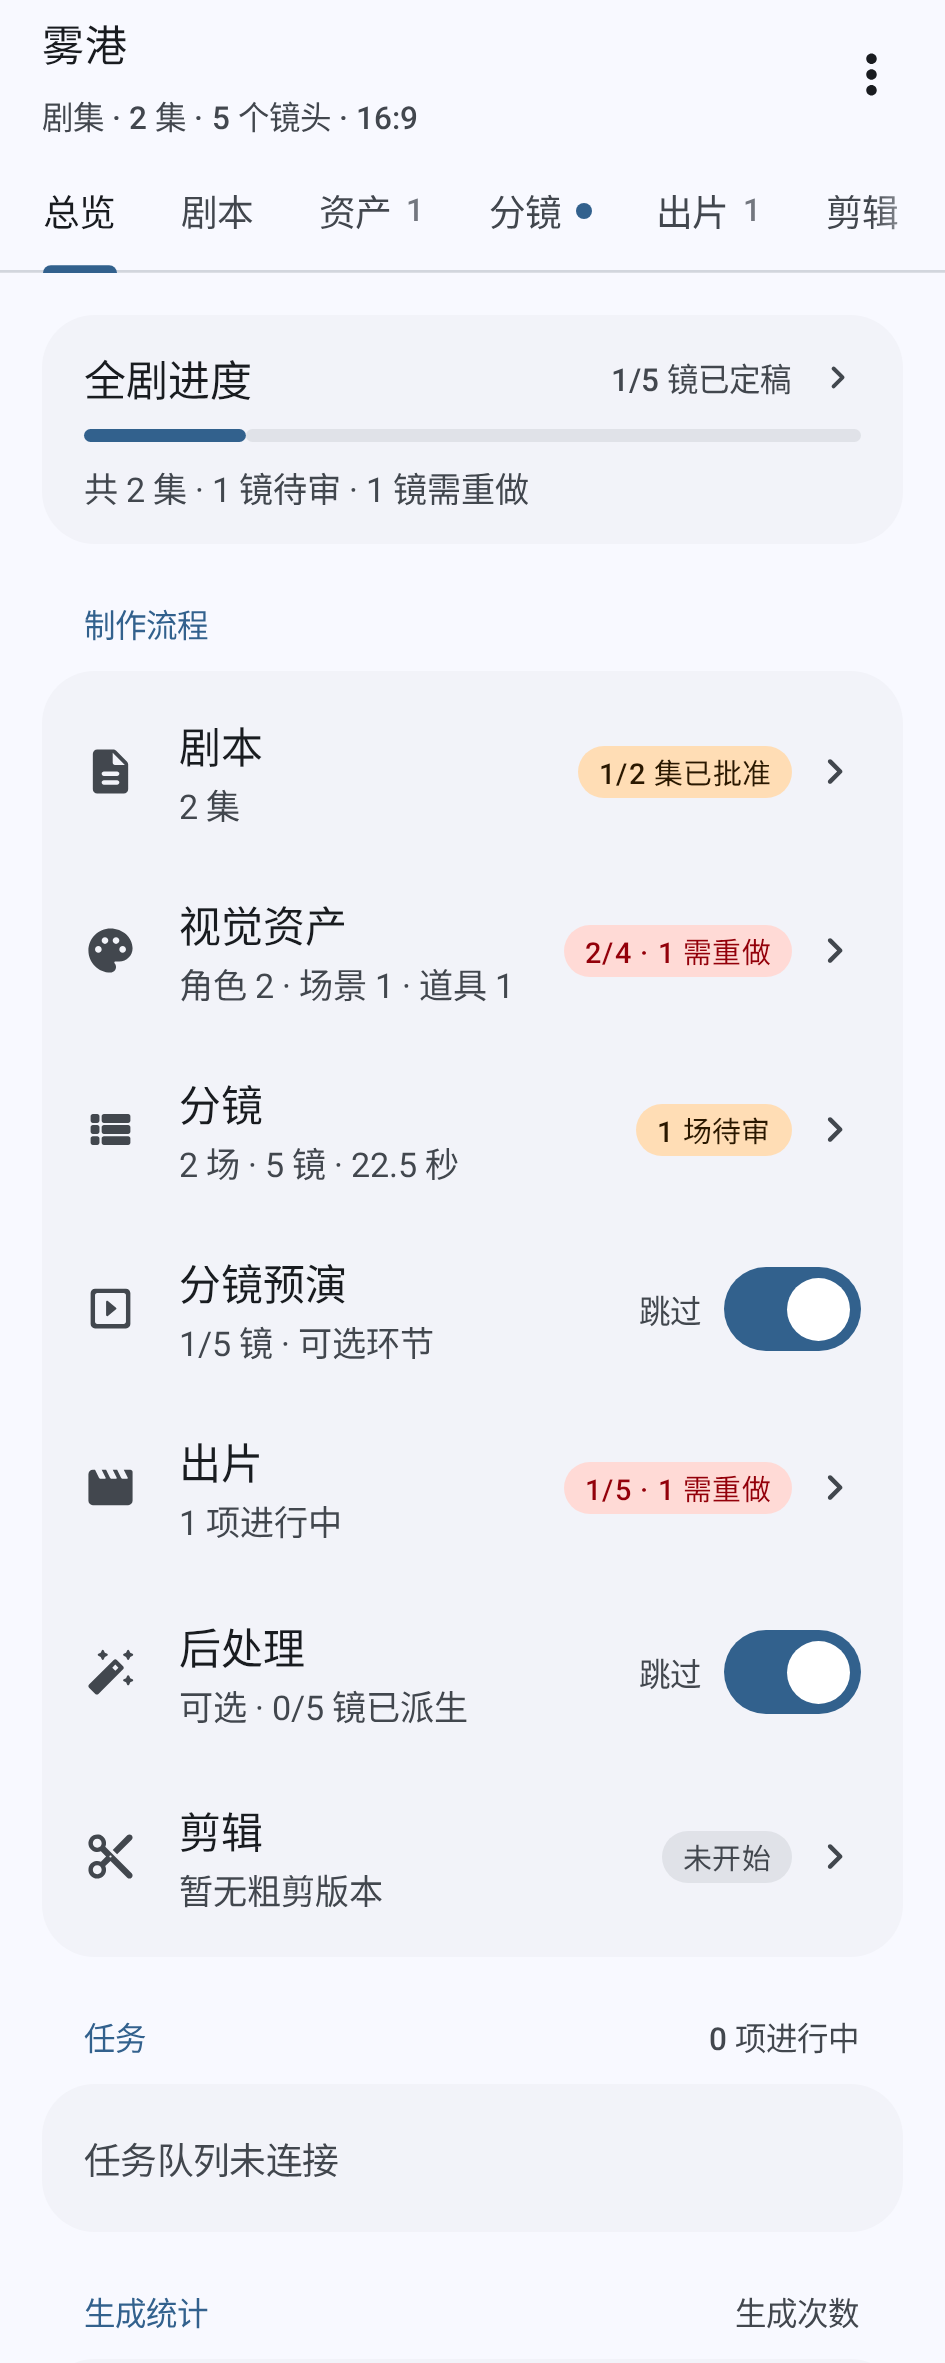 雾港
剧集 · 2 集 · 5 个镜头 · 16:9
总览 剧本 资产 1 分镜 出片 1 剪辑
全剧进度 1/5 镜已定稿
共 2 集 · 1 镜待审 · 1 镜需重做
制作流程
剧本 1/2 集已批准
2 集
视觉资产 2/4 · 1 需重做
角色 2 · 场景 1 · 道具 1
分镜 1 场待审
2 场 · 5 镜 · 22.5 秒
分镜预演 跳过
1/5 镜 · 可选环节
出片 1/5 · 1 需重做
1 项进行中
后处理 跳过
可选 · 0/5 镜已派生
剪辑 未开始
暂无粗剪版本
任务 0 项进行中
任务队列未连接
生成统计 生成次数